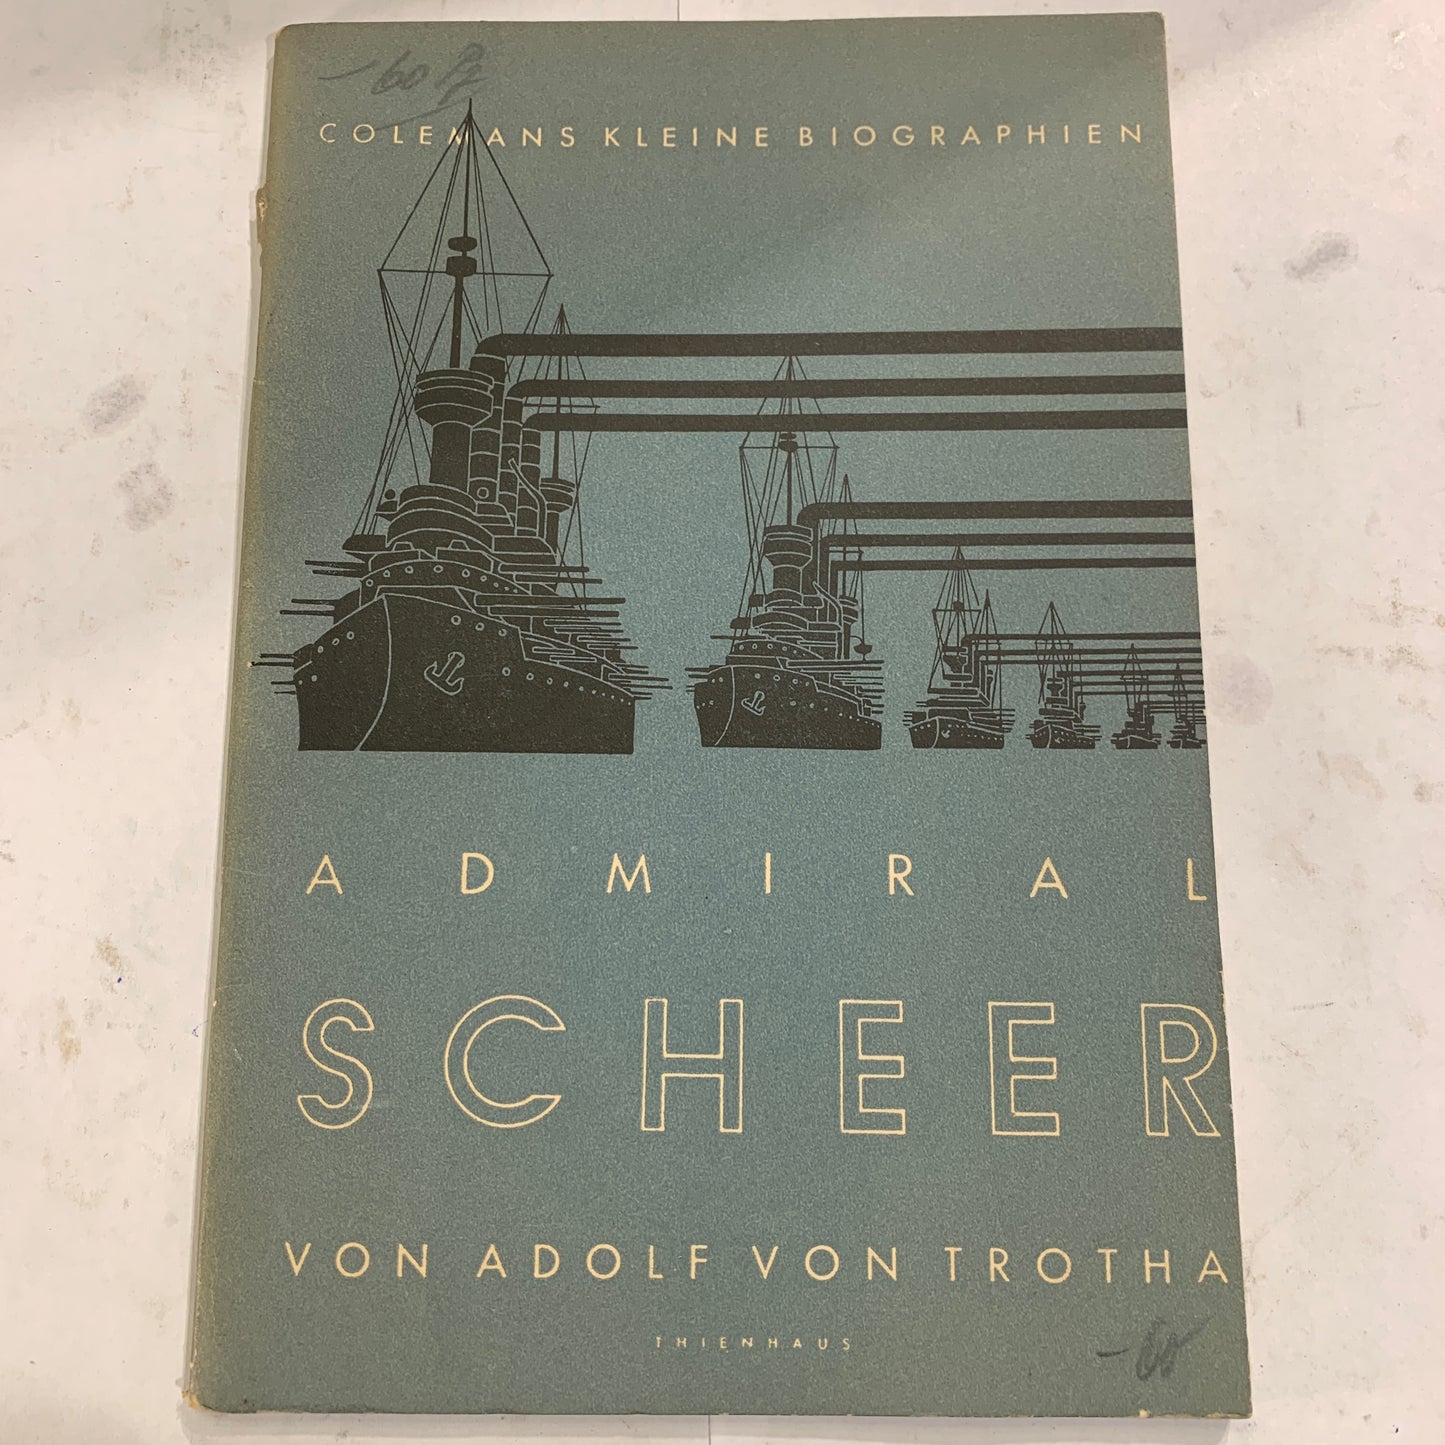 -60 Pf
COLEMANS KLEINE BIOGRAPHIEN
ADMIRAL
SCHEER
VON ADOLF VON TROTHA
THIENHAUS
-60